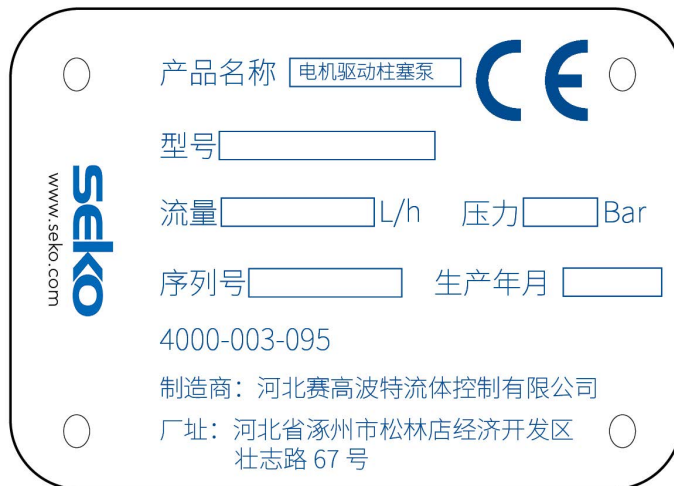 产品名称 电机驱动柱塞泵 CE
型号
流量 L/h 压力 Bar
序列号 生产年月
4000-003-095
制造商：河北赛高波特流体控制有限公司
厂址：河北省涿州市松林店经济开发区
壮志路 67 号
seko
www.seko.com